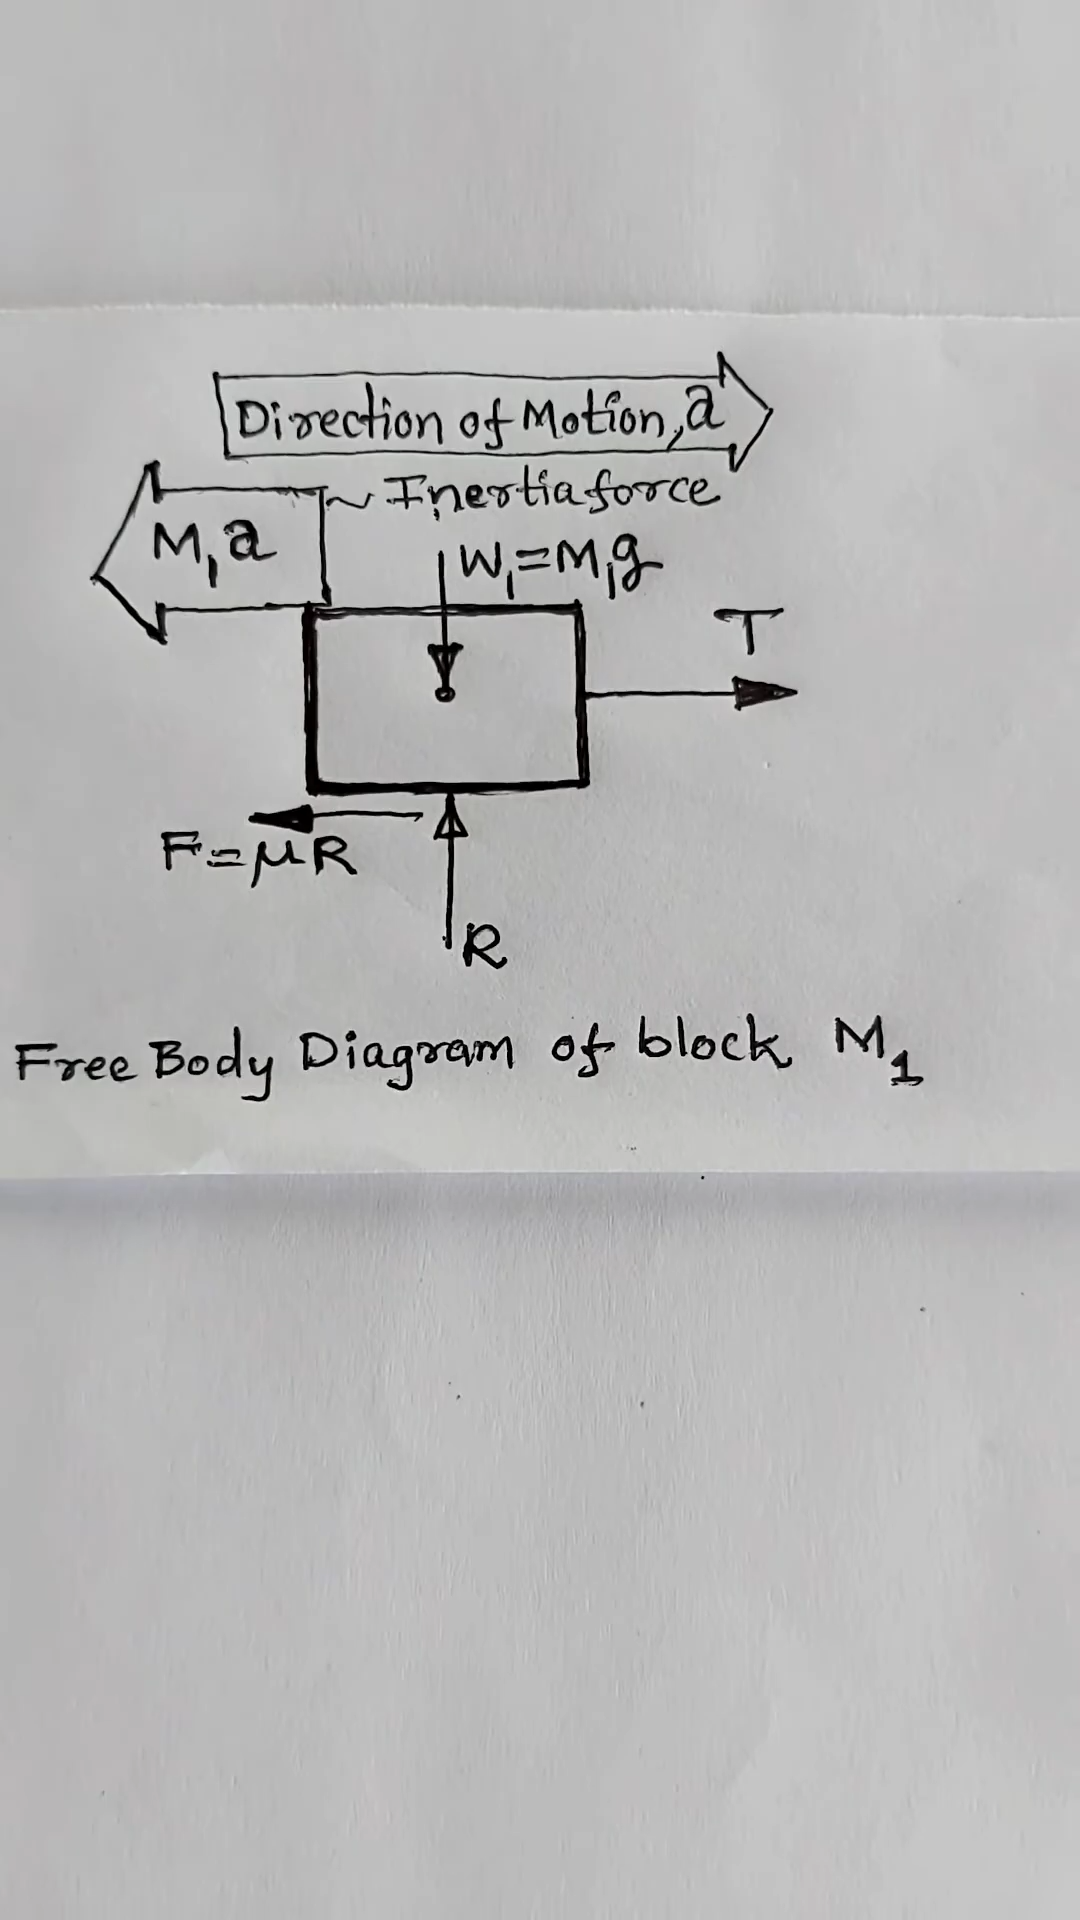 Direction of Motion, a
Inertia force
M₁a
W₁=M₁g
T
F=μR
R
Free Body Diagram of block M₁